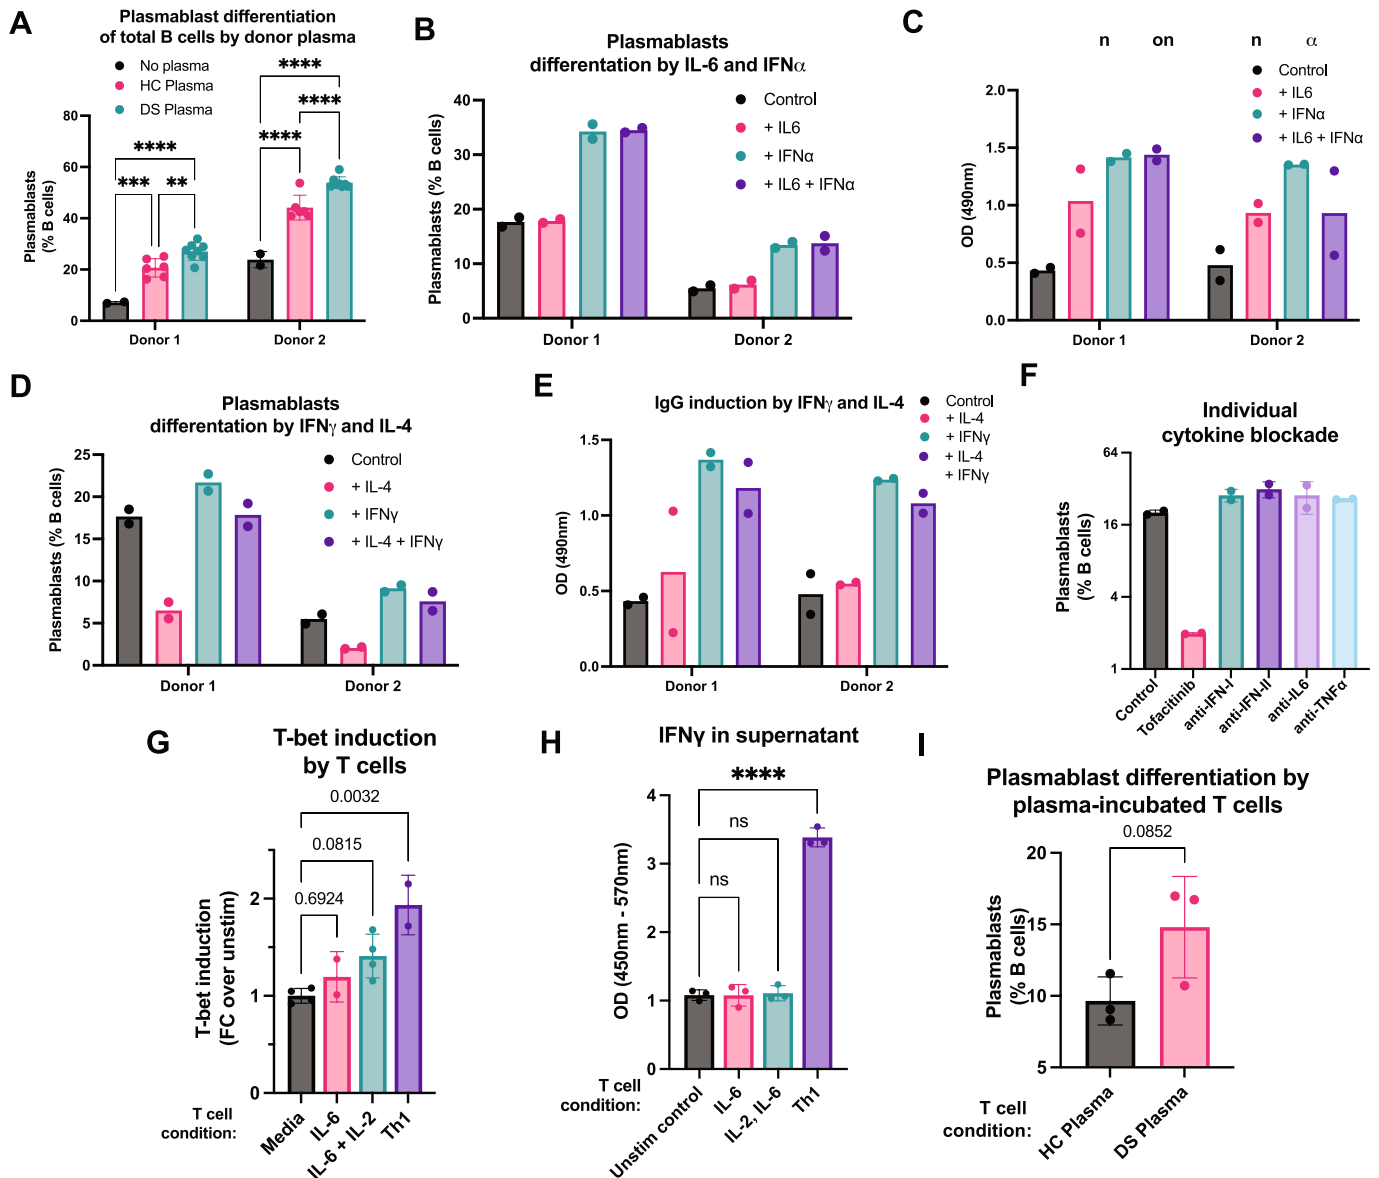 A
Plasmablast differentiation
of total B cells by donor plasma
No plasma
HC Plasma
DS Plasma
****
****
****
****
***
**
****
Plasmablasts
(% B cells)
80
60
40
20
0
Donor 1
Donor 2
B
Plasmablasts
differentation by IL-6 and IFNα
Control
+ IL6
+ IFNα
+ IL6 + IFNα
Plasmablasts (% B cells)
40
30
20
10
0
Donor 1
Donor 2
C
n on n α
Control
+ IL6
+ IFNα
+ IL6 + IFNα
OD (490nm)
2.0
1.5
1.0
0.5
0.0
Donor 1
Donor 2
D
Plasmablasts
differentation by IFNγ and IL-4
Control
+ IL-4
+ IFNγ
+ IL-4 + IFNγ
Plasmablasts (% B cells)
25
20
15
10
5
0
Donor 1
Donor 2
E
IgG induction by IFNγ and IL-4
Control
+ IL-4
+ IFNγ
+ IL-4
+ IFNγ
OD (490nm)
1.5
1.0
0.5
0.0
Donor 1
Donor 2
F
Individual
cytokine blockade
Plasmablasts
(% B cells)
64
16
4
1
Control
Tofacitinib
anti-IFN-I
anti-IFN-II
anti-IL6
anti-TNFα
G
T-bet induction
by T cells
0.0032
0.0815
0.6924
T-bet induction
(FC over unstim)
2
1
0
T cell
condition:
Media
IL-6
IL-6 + IL-2
Th1
H
IFNγ in supernatant
****
ns
ns
OD (450nm - 570nm)
4
3
2
1
0
T cell
condition:
Unstim control
IL-6
IL-2, IL-6
Th1
I
Plasmablast differentiation by
plasma-incubated T cells
0.0852
Plasmablasts
(% B cells)
20
15
10
5
T cell
condition:
HC Plasma
DS Plasma